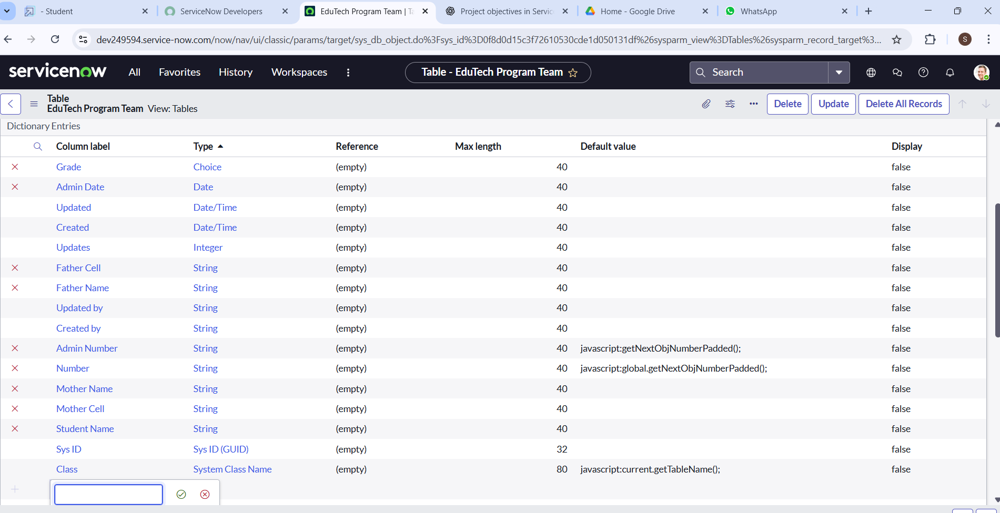 - Student
ServiceNow Developers
EduTech Program Team | Ta
Project objectives in Servic
Home - Google Drive
WhatsApp
dev249594.service-now.com/now/nav/ui/classic/params/target/sys_db_object.do%3Fsys_id%3D0f8d0d15c3f72610530cde1d050131df%26sysparm_view%3DTables%26sysparm_record_target%3...
S
servicenow
All
Favorites
History
Workspaces
Table - EduTech Program Team
Search
Table
EduTech Program Team View: Tables
Delete
Update
Delete All Records
Dictionary Entries
Column label Type Reference Max length Default value Display
Grade Choice (empty) 40 false
Admin Date Date (empty) 40 false
Updated Date/Time (empty) 40 false
Created Date/Time (empty) 40 false
Updates Integer (empty) 40 false
Father Cell String (empty) 40 false
Father Name String (empty) 40 false
Updated by String (empty) 40 false
Created by String (empty) 40 false
Admin Number String (empty) 40 javascript:getNextObjNumberPadded(); false
Number String (empty) 40 javascript:global.getNextObjNumberPadded(); false
Mother Name String (empty) 40 false
Mother Cell String (empty) 40 false
Student Name String (empty) 40 false
Sys ID Sys ID (GUID) (empty) 32 false
Class System Class Name (empty) 80 javascript:current.getTableName(); false